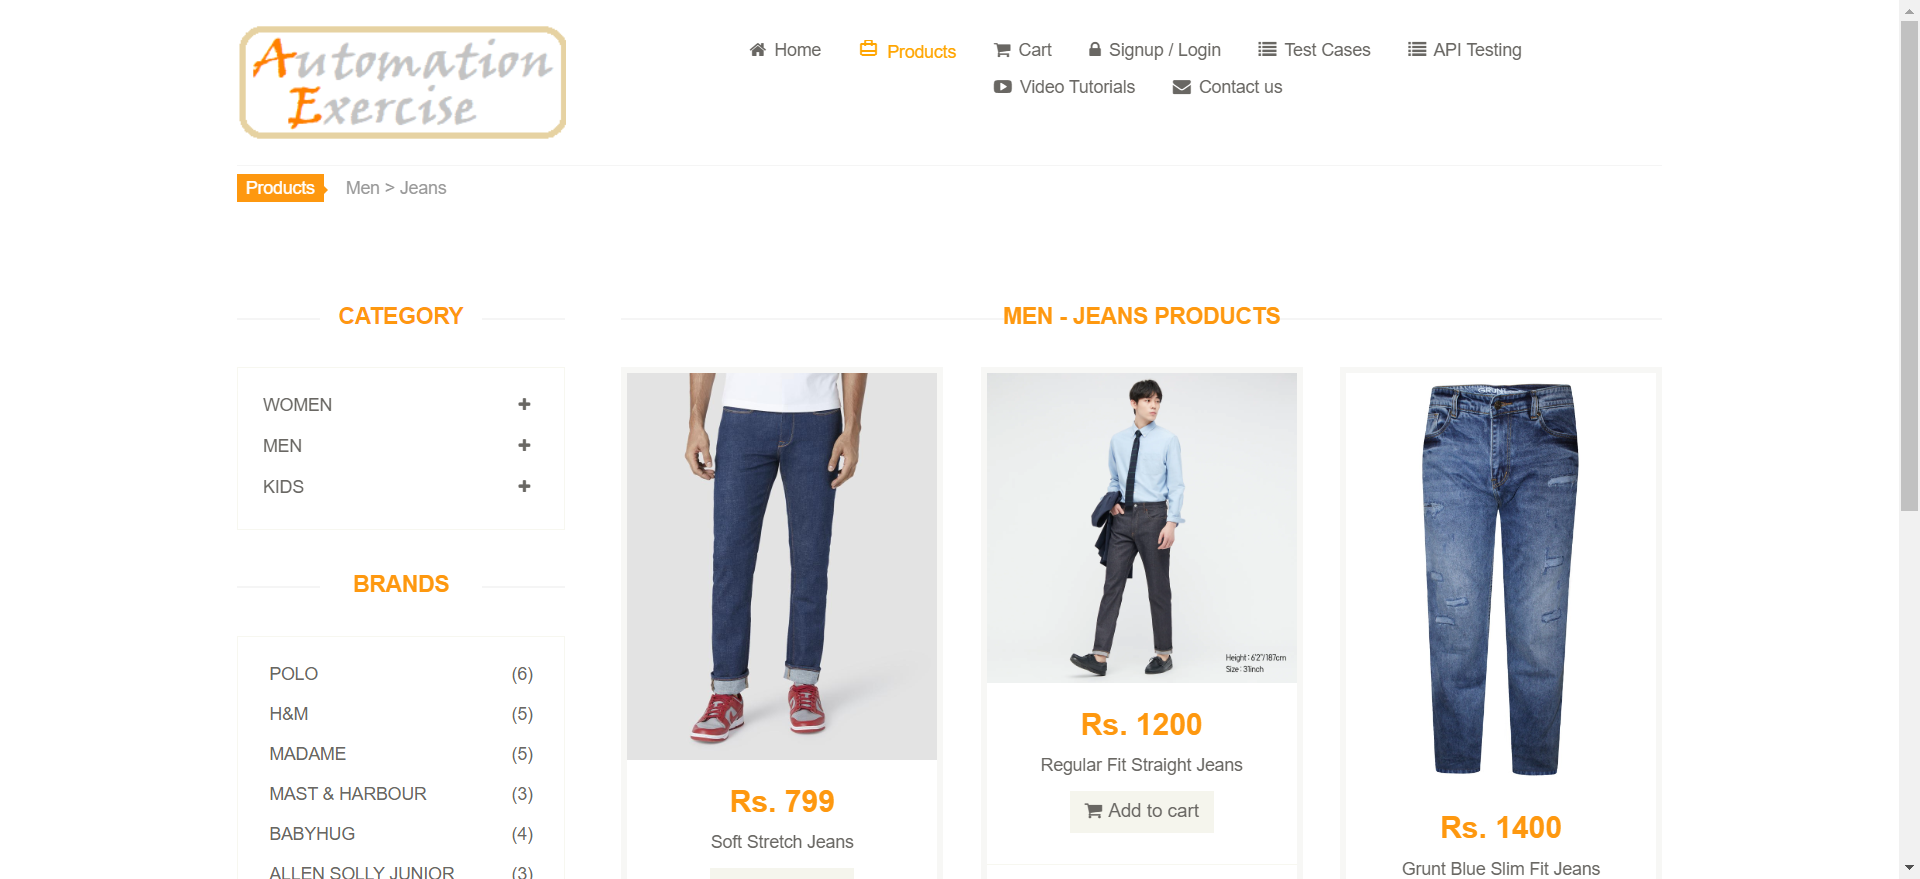 Automation
Exercise
Home
Products
Cart
Signup / Login
Test Cases
API Testing
Video Tutorials
Contact us
Products
Men > Jeans
CATEGORY
WOMEN
MEN
KIDS
BRANDS
POLO (6)
H&M (5)
MADAME (5)
MAST & HARBOUR (3)
BABYHUG (4)
ALLEN SOLLY JUNIOR (3)
MEN - JEANS PRODUCTS
Rs. 799
Soft Stretch Jeans
Height : 6'2"/187cm
Size : 31inch
Rs. 1200
Regular Fit Straight Jeans
Add to cart
Rs. 1400
Grunt Blue Slim Fit Jeans